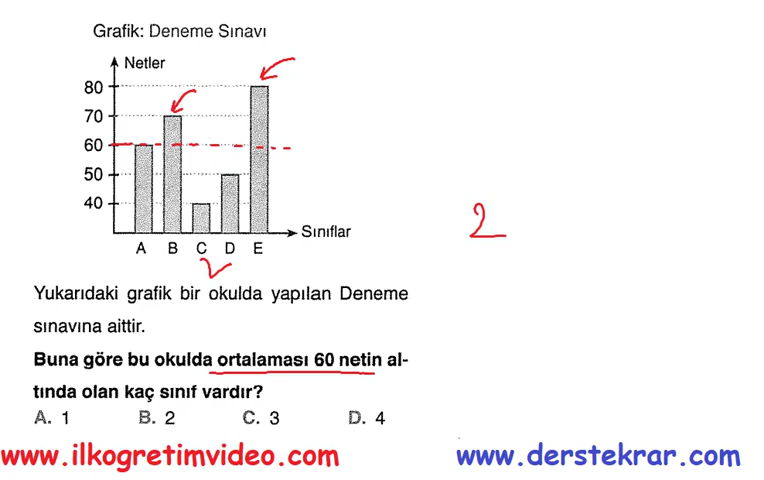 Grafik: Deneme Sınavı
Netler
80
70
60
50
40
Sınıflar
A B C D E
2
Yukarıdaki grafik bir okulda yapılan Deneme
sınavına aittir.
Buna göre bu okulda ortalaması 60 netin al-
tında olan kaç sınıf vardır?
A. 1 B. 2 C. 3 D. 4
www.ilkogretimvideo.com www.derstekrar.com